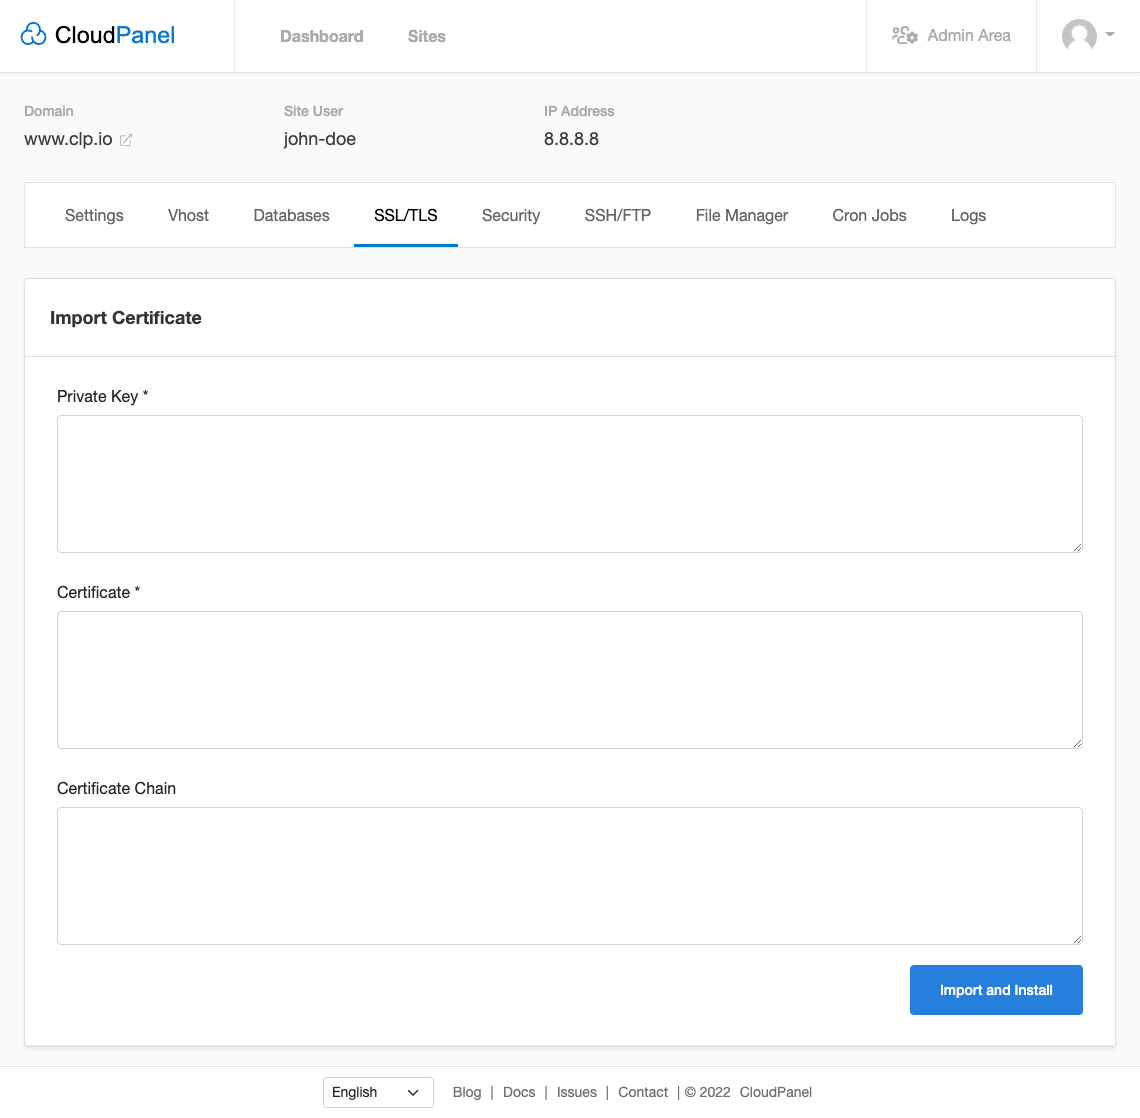 CloudPanel Dashboard Sites Admin Area
Domain Site User IP Address
www.clp.io john-doe 8.8.8.8
Settings Vhost Databases SSL/TLS Security SSH/FTP File Manager Cron Jobs Logs
Import Certificate
Private Key *
Certificate *
Certificate Chain
Import and Install
English Blog | Docs | Issues | Contact | © 2022 CloudPanel